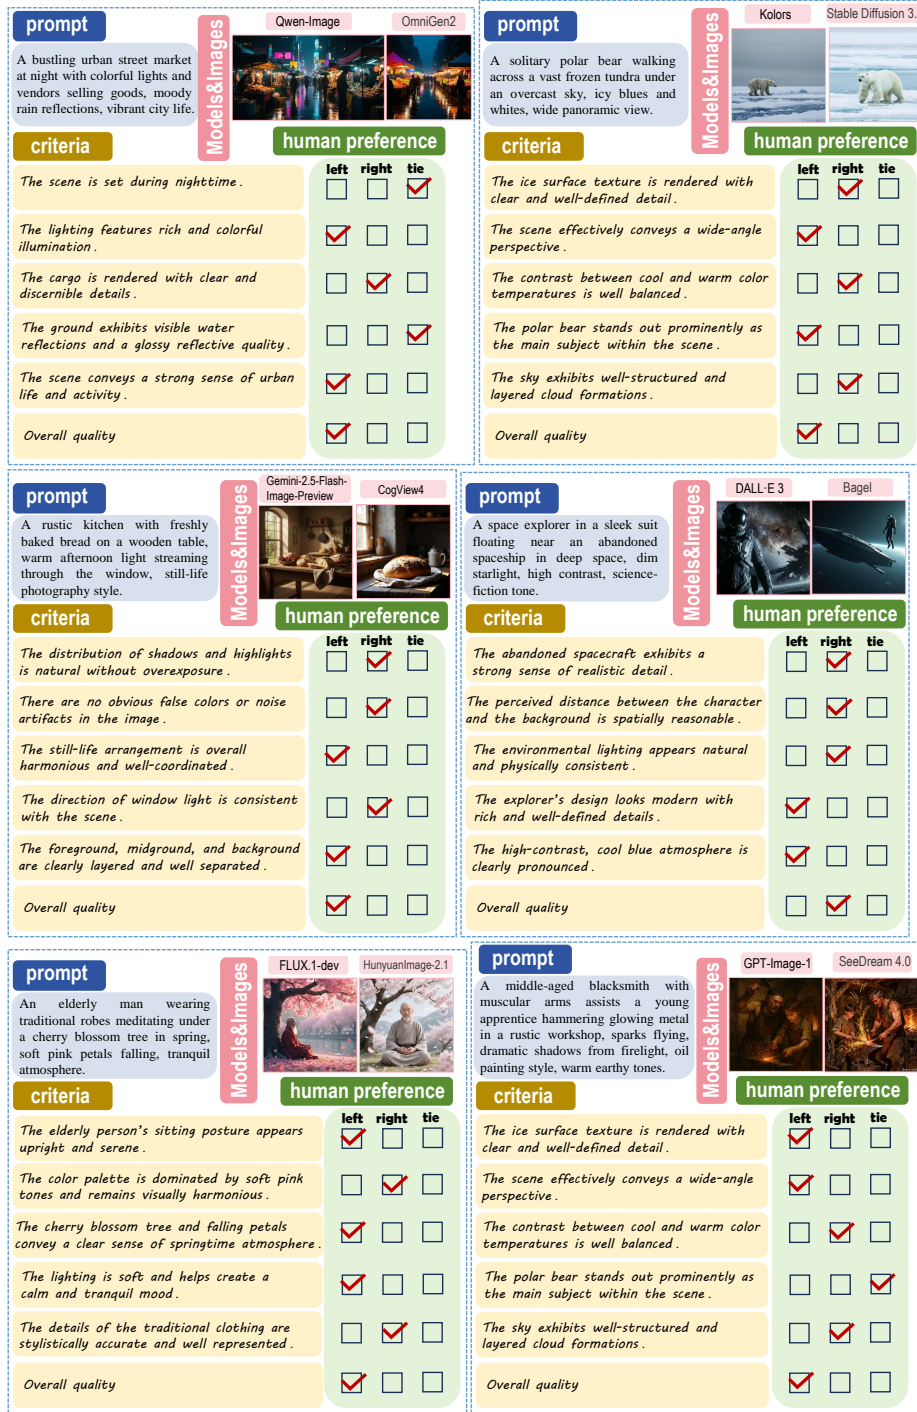 prompt
A bustling urban street market
at night with colorful lights and
vendors selling goods, moody
rain reflections, vibrant city life.
Models&Images
Qwen-Image
OmniGen2
criteria
human preference
left right tie
The scene is set during nighttime.
The lighting features rich and colorful
illumination.
The cargo is rendered with clear and
discernible details.
The ground exhibits visible water
reflections and a glossy reflective quality.
The scene conveys a strong sense of urban
life and activity.
Overall quality
prompt
A solitary polar bear walking
across a vast frozen tundra under
an overcast sky, icy blues and
whites, wide panoramic view.
Models&Images
Kolors
Stable Diffusion 3.
criteria
human preference
left right tie
The ice surface texture is rendered with
clear and well-defined detail.
The scene effectively conveys a wide-angle
perspective.
The contrast between cool and warm color
temperatures is well balanced.
The polar bear stands out prominently as
the main subject within the scene.
The sky exhibits well-structured and
layered cloud formations.
Overall quality
prompt
A rustic kitchen with freshly
baked bread on a wooden table,
warm afternoon light streaming
through the window, still-life
photography style.
Models&Images
Gemini-2.5-Flash-
Image-Preview
CogView4
criteria
human preference
left right tie
The distribution of shadows and highlights
is natural without overexposure.
There are no obvious false colors or noise
artifacts in the image.
The still-life arrangement is overall
harmonious and well-coordinated.
The direction of window light is consistent
with the scene.
The foreground, midground, and background
are clearly layered and well separated.
Overall quality
prompt
A space explorer in a sleek suit
floating near an abandoned
spaceship in deep space, dim
starlight, high contrast, science-
fiction tone.
Models&Images
DALL·E 3
Bagel
criteria
human preference
left right tie
The abandoned spacecraft exhibits a
strong sense of realistic detail.
The perceived distance between the character
and the background is spatially reasonable.
The environmental lighting appears natural
and physically consistent.
The explorer's design looks modern with
rich and well-defined details.
The high-contrast, cool blue atmosphere is
clearly pronounced.
Overall quality
prompt
An elderly man wearing
traditional robes meditating under
a cherry blossom tree in spring,
soft pink petals falling, tranquil
atmosphere.
Models&Images
FLUX.1-dev
HunyuanImage-2.1
criteria
human preference
left right tie
The elderly person's sitting posture appears
upright and serene.
The color palette is dominated by soft pink
tones and remains visually harmonious.
The cherry blossom tree and falling petals
convey a clear sense of springtime atmosphere.
The lighting is soft and helps create a
calm and tranquil mood.
The details of the traditional clothing are
stylistically accurate and well represented.
Overall quality
prompt
A middle-aged blacksmith with
muscular arms assists a young
apprentice hammering glowing metal
in a rustic workshop, sparks flying,
dramatic shadows from firelight, oil
painting style, warm earthy tones.
Models&Images
GPT-Image-1
SeeDream 4.0
criteria
human preference
left right tie
The ice surface texture is rendered with
clear and well-defined detail.
The scene effectively conveys a wide-angle
perspective.
The contrast between cool and warm color
temperatures is well balanced.
The polar bear stands out prominently as
the main subject within the scene.
The sky exhibits well-structured and
layered cloud formations.
Overall quality